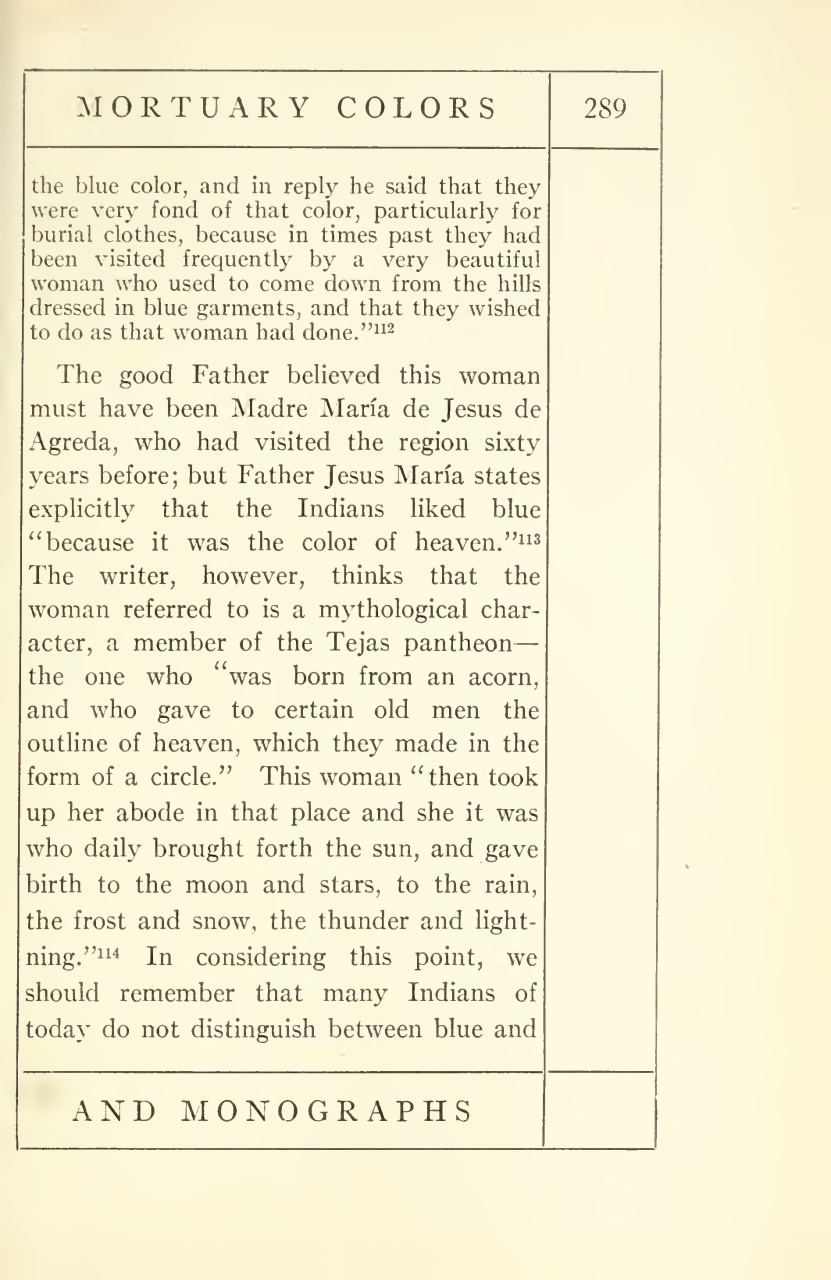 MORTUARY COLORS
289
the blue color, and in reply he said that they
were very fond of that color, particularly for
burial clothes, because in times past they had
been visited frequently by a very beautiful
woman who used to come down from the hills
dressed in blue garments, and that they wished
to do as that woman had done.”¹¹²
The good Father believed this woman
must have been Madre María de Jesus de
Agreda, who had visited the region sixty
years before; but Father Jesus María states
explicitly that the Indians liked blue
“because it was the color of heaven.”¹¹³
The writer, however, thinks that the
woman referred to is a mythological char-
acter, a member of the Tejas pantheon—
the one who “was born from an acorn,
and who gave to certain old men the
outline of heaven, which they made in the
form of a circle.” This woman “then took
up her abode in that place and she it was
who daily brought forth the sun, and gave
birth to the moon and stars, to the rain,
the frost and snow, the thunder and light-
ning.”¹¹⁴ In considering this point, we
should remember that many Indians of
today do not distinguish between blue and
AND MONOGRAPHS